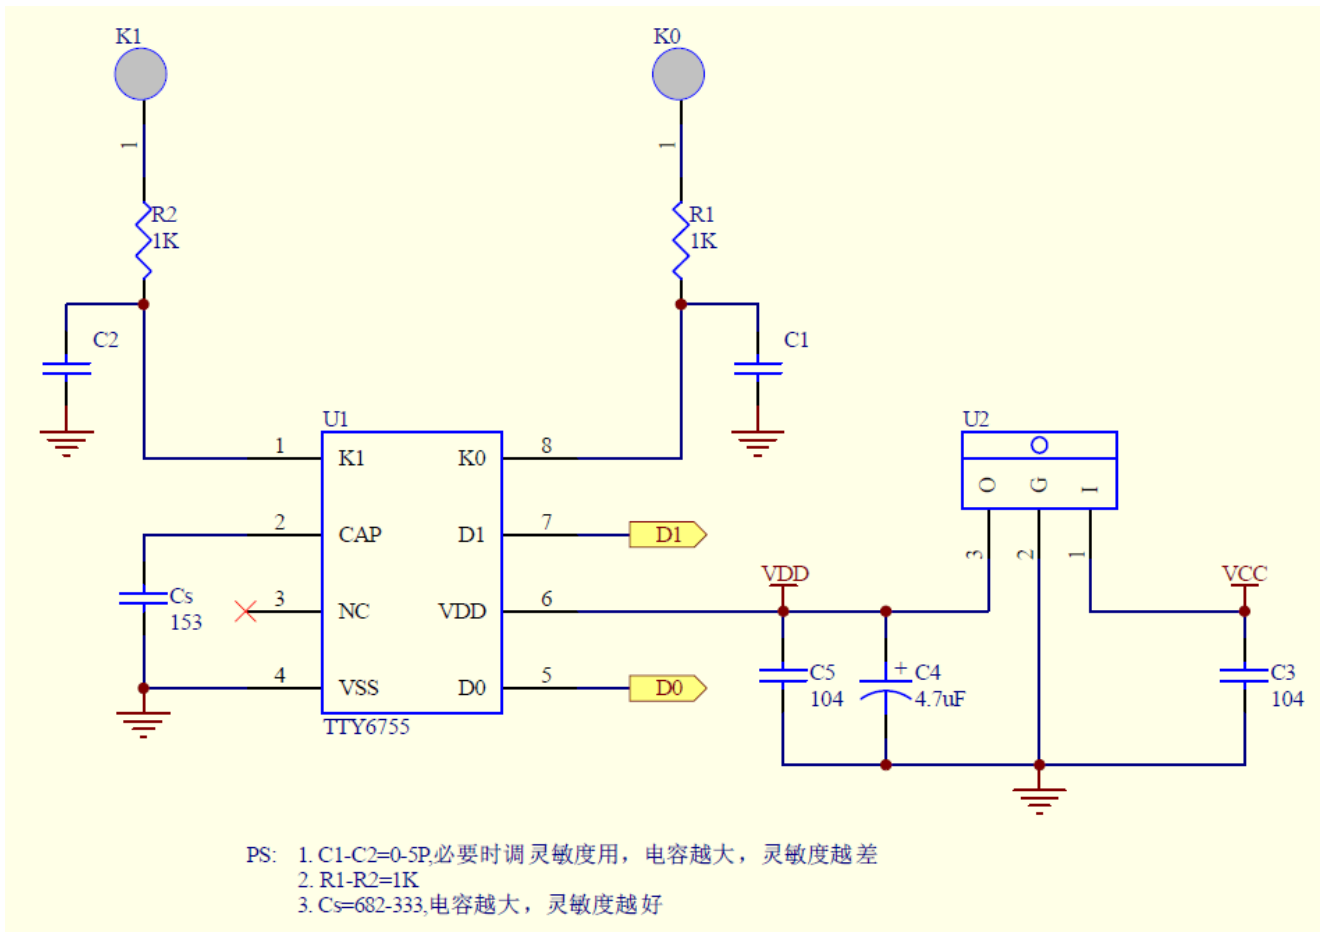 K1
K0
1
1
R2
1K
R1
1K
C2
C1
U1
U2
1
K1
K0
8
O
G
I
2
CAP
D1
7
D1
3
2
1
VDD
VCC
Cs
153
3
NC
VDD
6
C5
104
+
C4
4.7uF
C3
104
4
VSS
D0
5
D0
TTY6755
PS: 1. C1-C2=0-5P,必要时调灵敏度用，电容越大，灵敏度越差
2. R1-R2=1K
3. Cs=682-333,电容越大，灵敏度越好